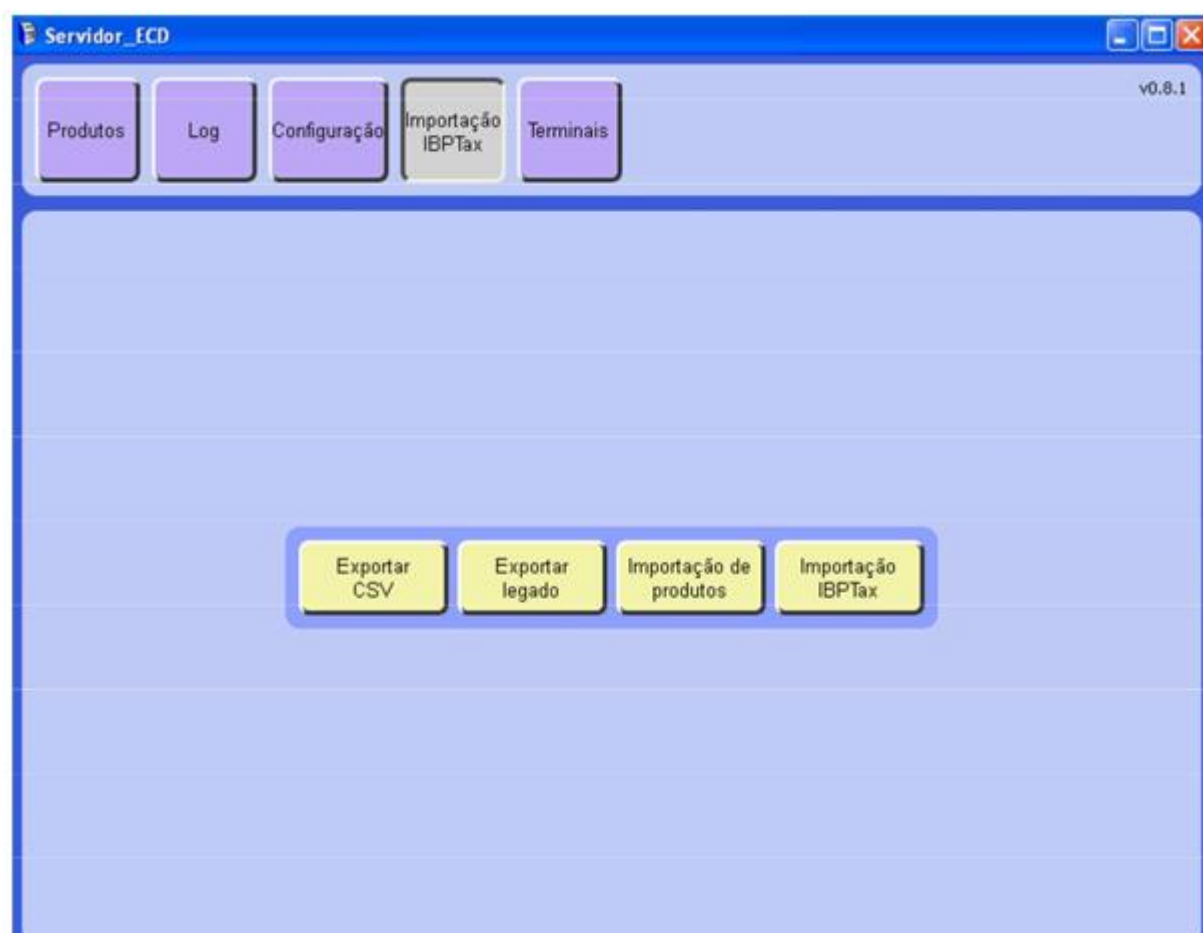 Servidor_ECD
v0.8.1
Produtos
Log
Configuração
Importação
IBPTax
Terminais
Exportar
CSV
Exportar
legado
Importação de
produtos
Importação
IBPTax